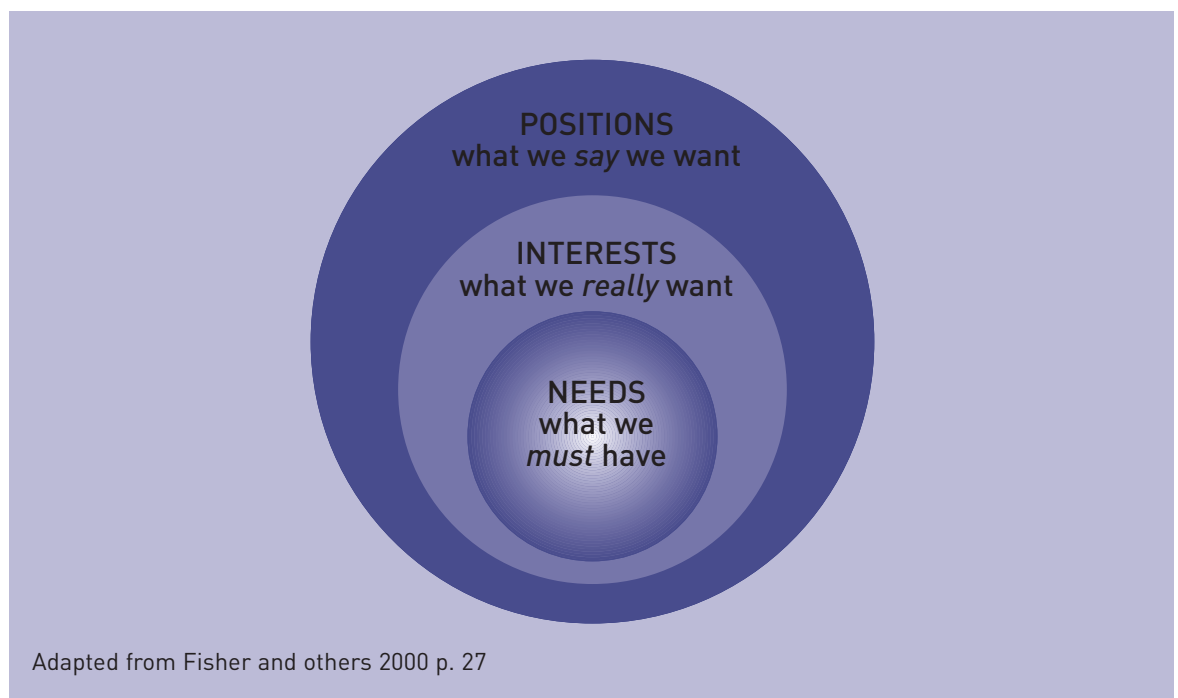 POSITIONS
what we say we want
INTERESTS
what we really want
NEEDS
what we
must have
Adapted from Fisher and others 2000 p. 27